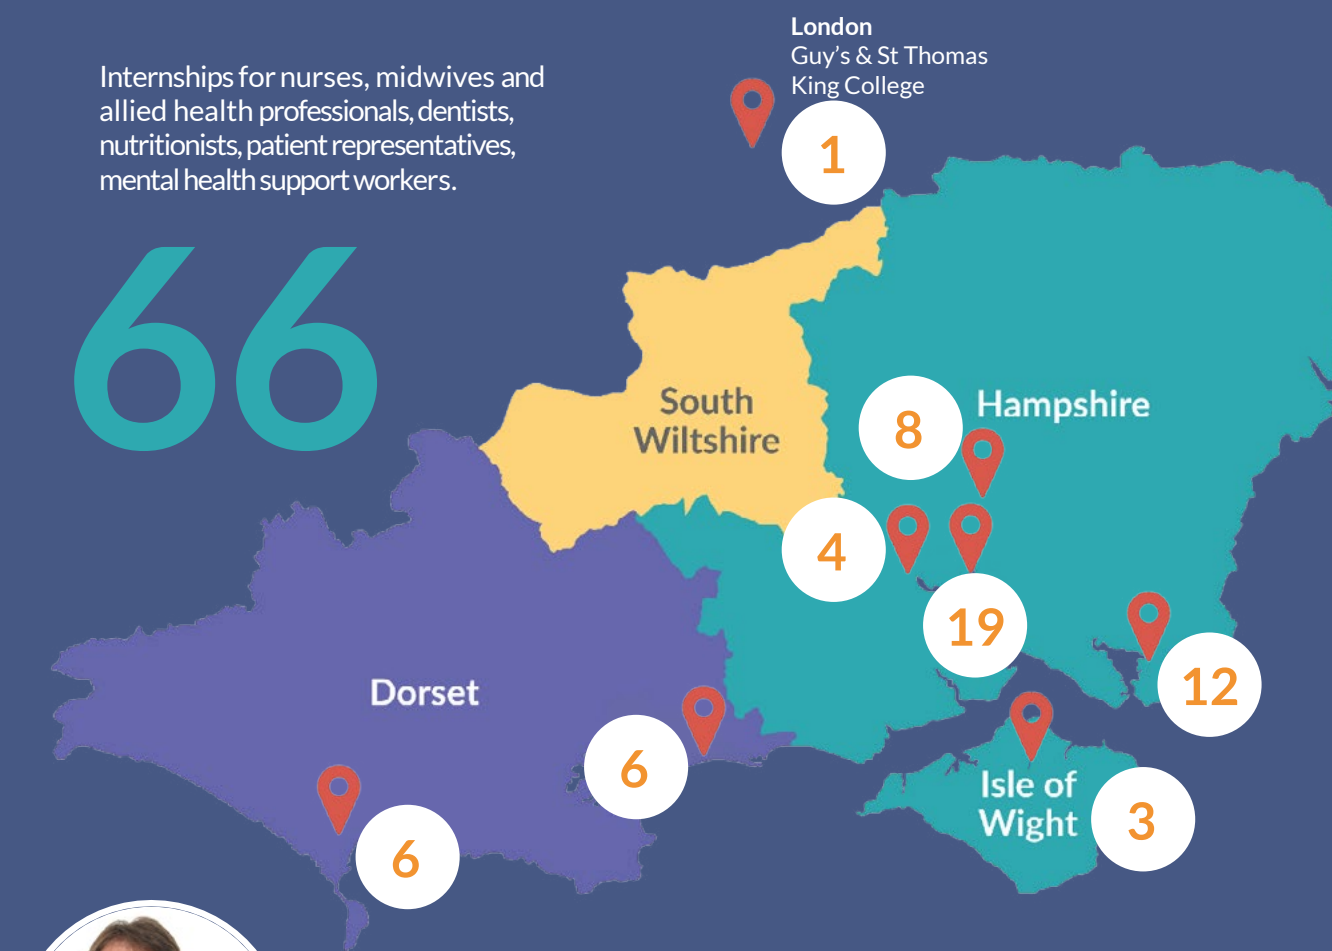 London
Guy’s & St Thomas
King College
1
Internships for nurses, midwives and
allied health professionals, dentists,
nutritionists, patient representatives,
mental health support workers.
66
South
Wiltshire
Hampshire
8
4
19
12
Dorset
6
6
Isle of
Wight
3